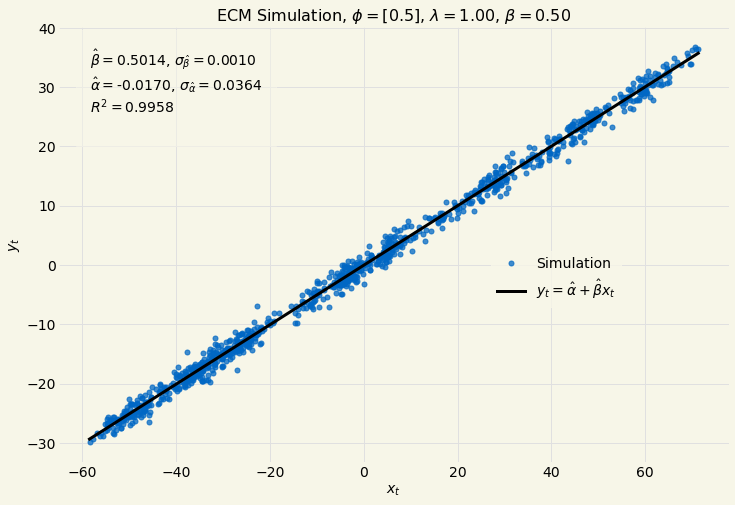 ECM Simulation, ϕ = [0.5], λ = 1.00, β = 0.50
β̂ = 0.5014, σ_β̂ = 0.0010
α̂ = -0.0170, σ_α̂ = 0.0364
R² = 0.9958
40
30
20
10
0
−10
−20
−30
y_t
Simulation
y_t = α̂ + β̂x_t
−60 −40 −20 0 20 40 60
x_t